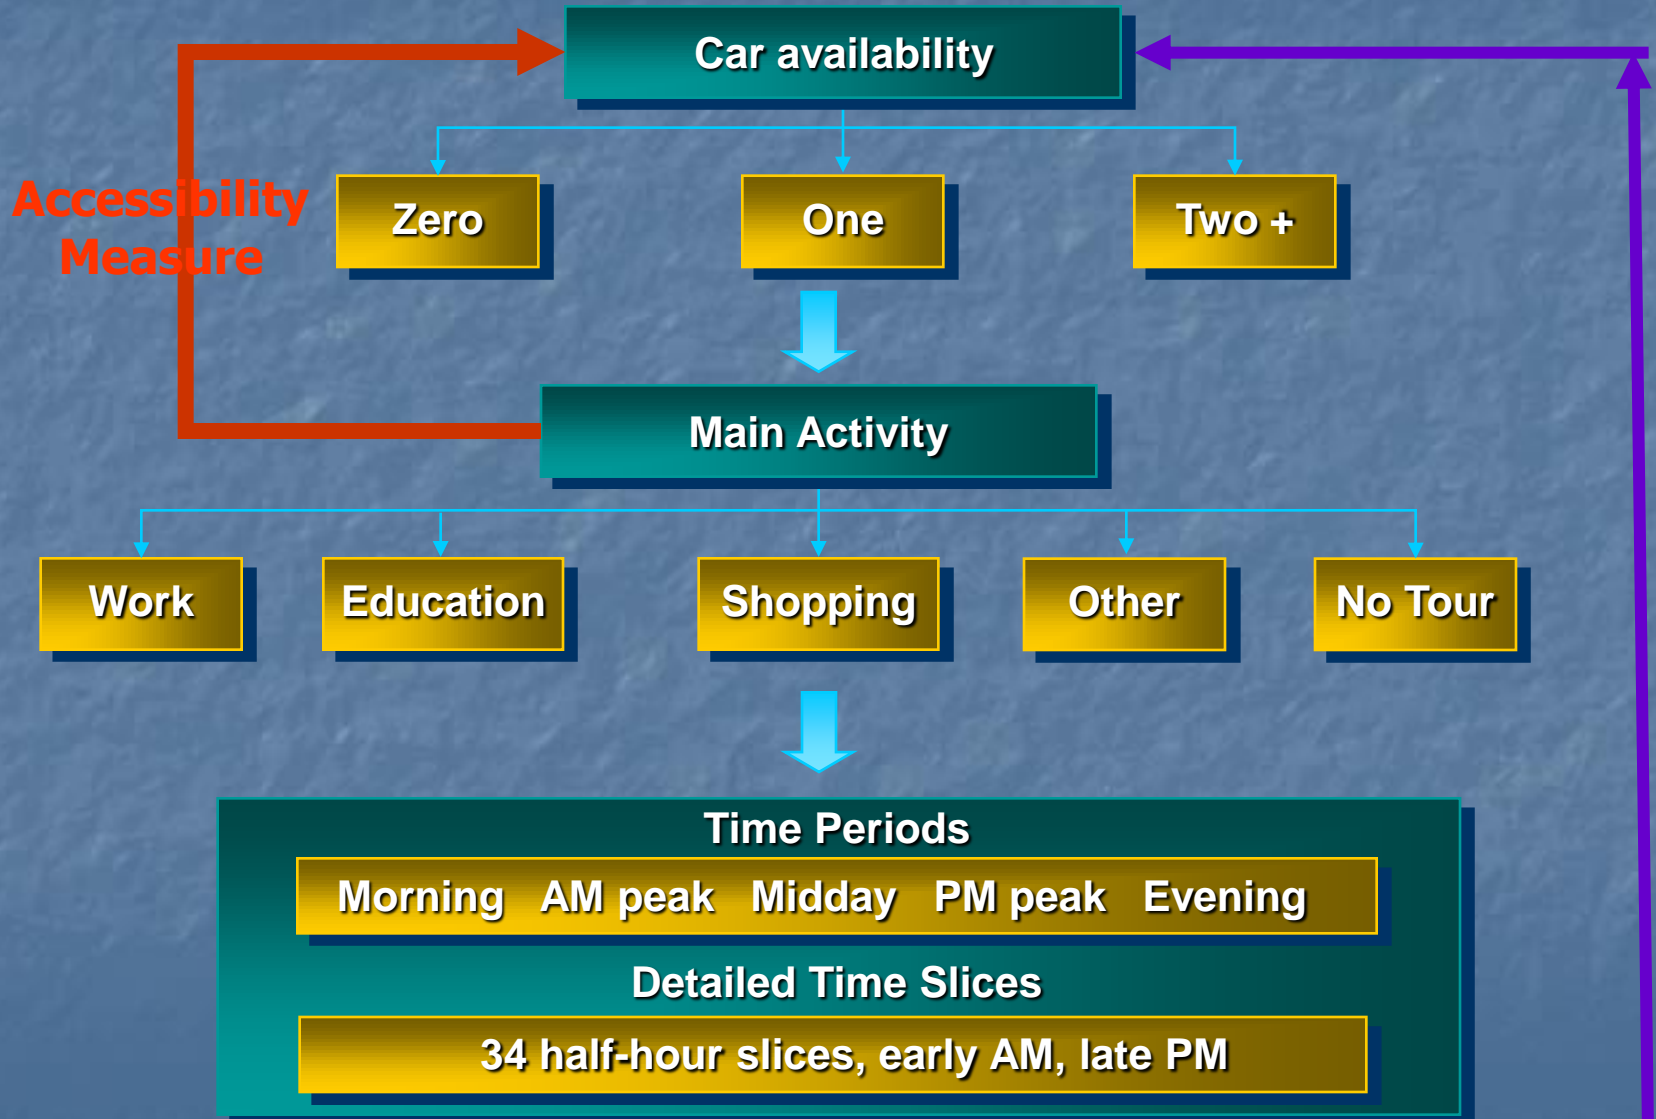 Car availability
Accessibility
Measure
Zero
One
Two +
Main Activity
Work
Education
Shopping
Other
No Tour
Time Periods
Morning AM peak Midday PM peak Evening
Detailed Time Slices
34 half-hour slices, early AM, late PM